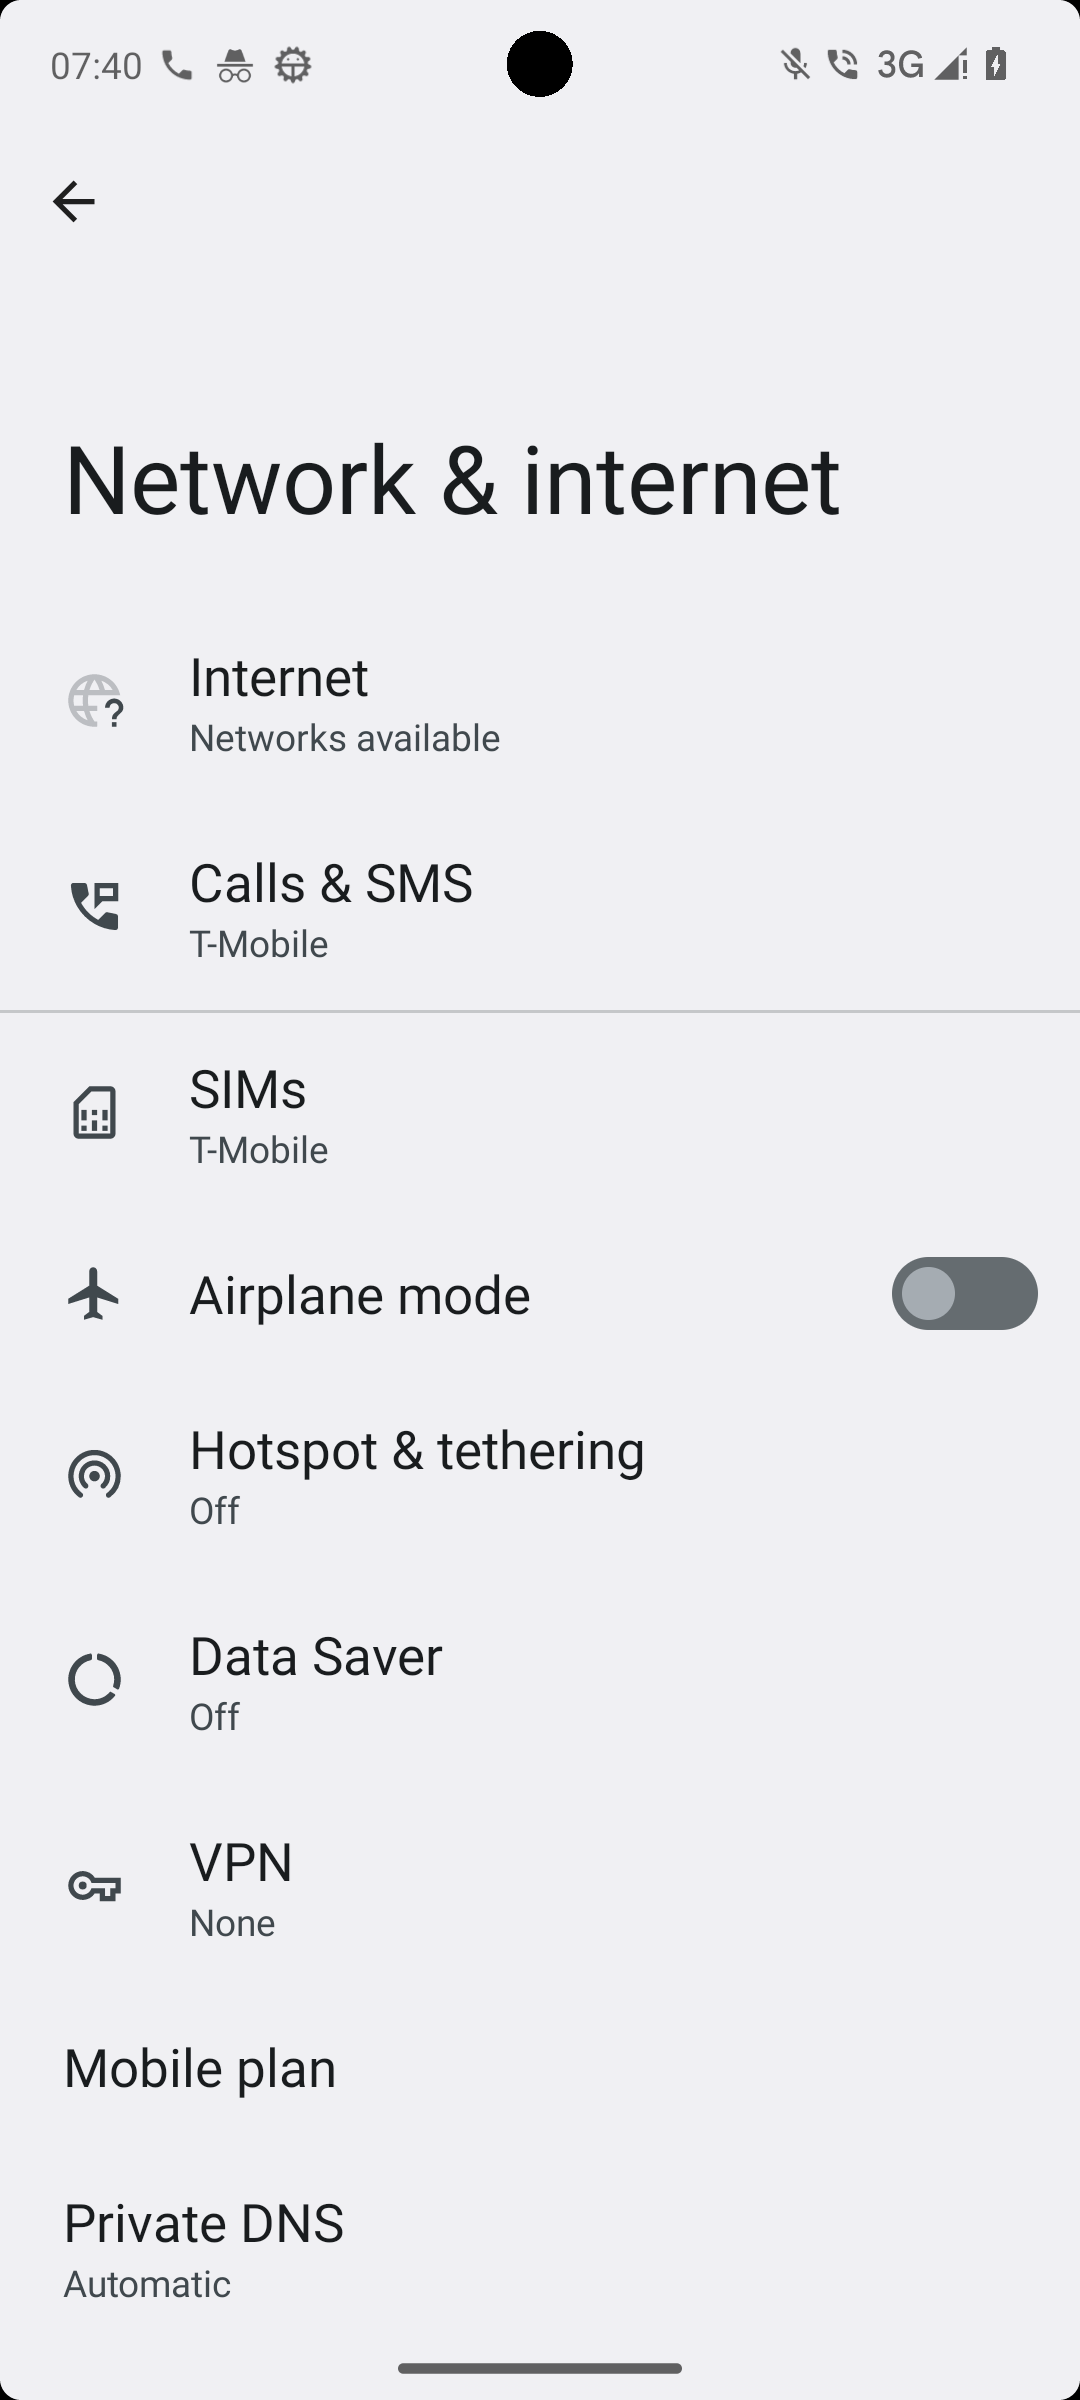 07:40
3G
Network & internet
Internet
Networks available
Calls & SMS
T-Mobile
SIMs
T-Mobile
Airplane mode
Hotspot & tethering
Off
Data Saver
Off
VPN
None
Mobile plan
Private DNS
Automatic